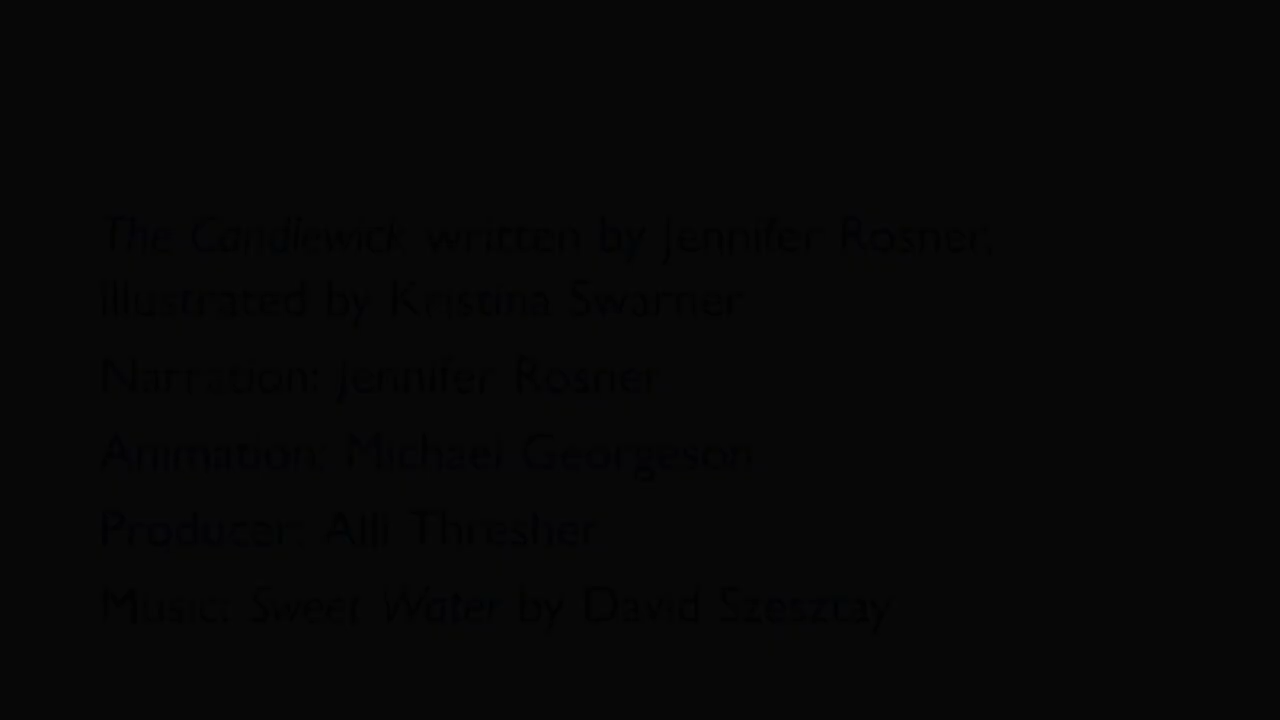 The Candlewick written by Jennifer Rosner,
illustrated by Kristina Swarner
Narration: Jennifer Rosner
Animation: Michael Georgeson
Producer: Alli Thresher
Music: Sweet Water by David Szesztay